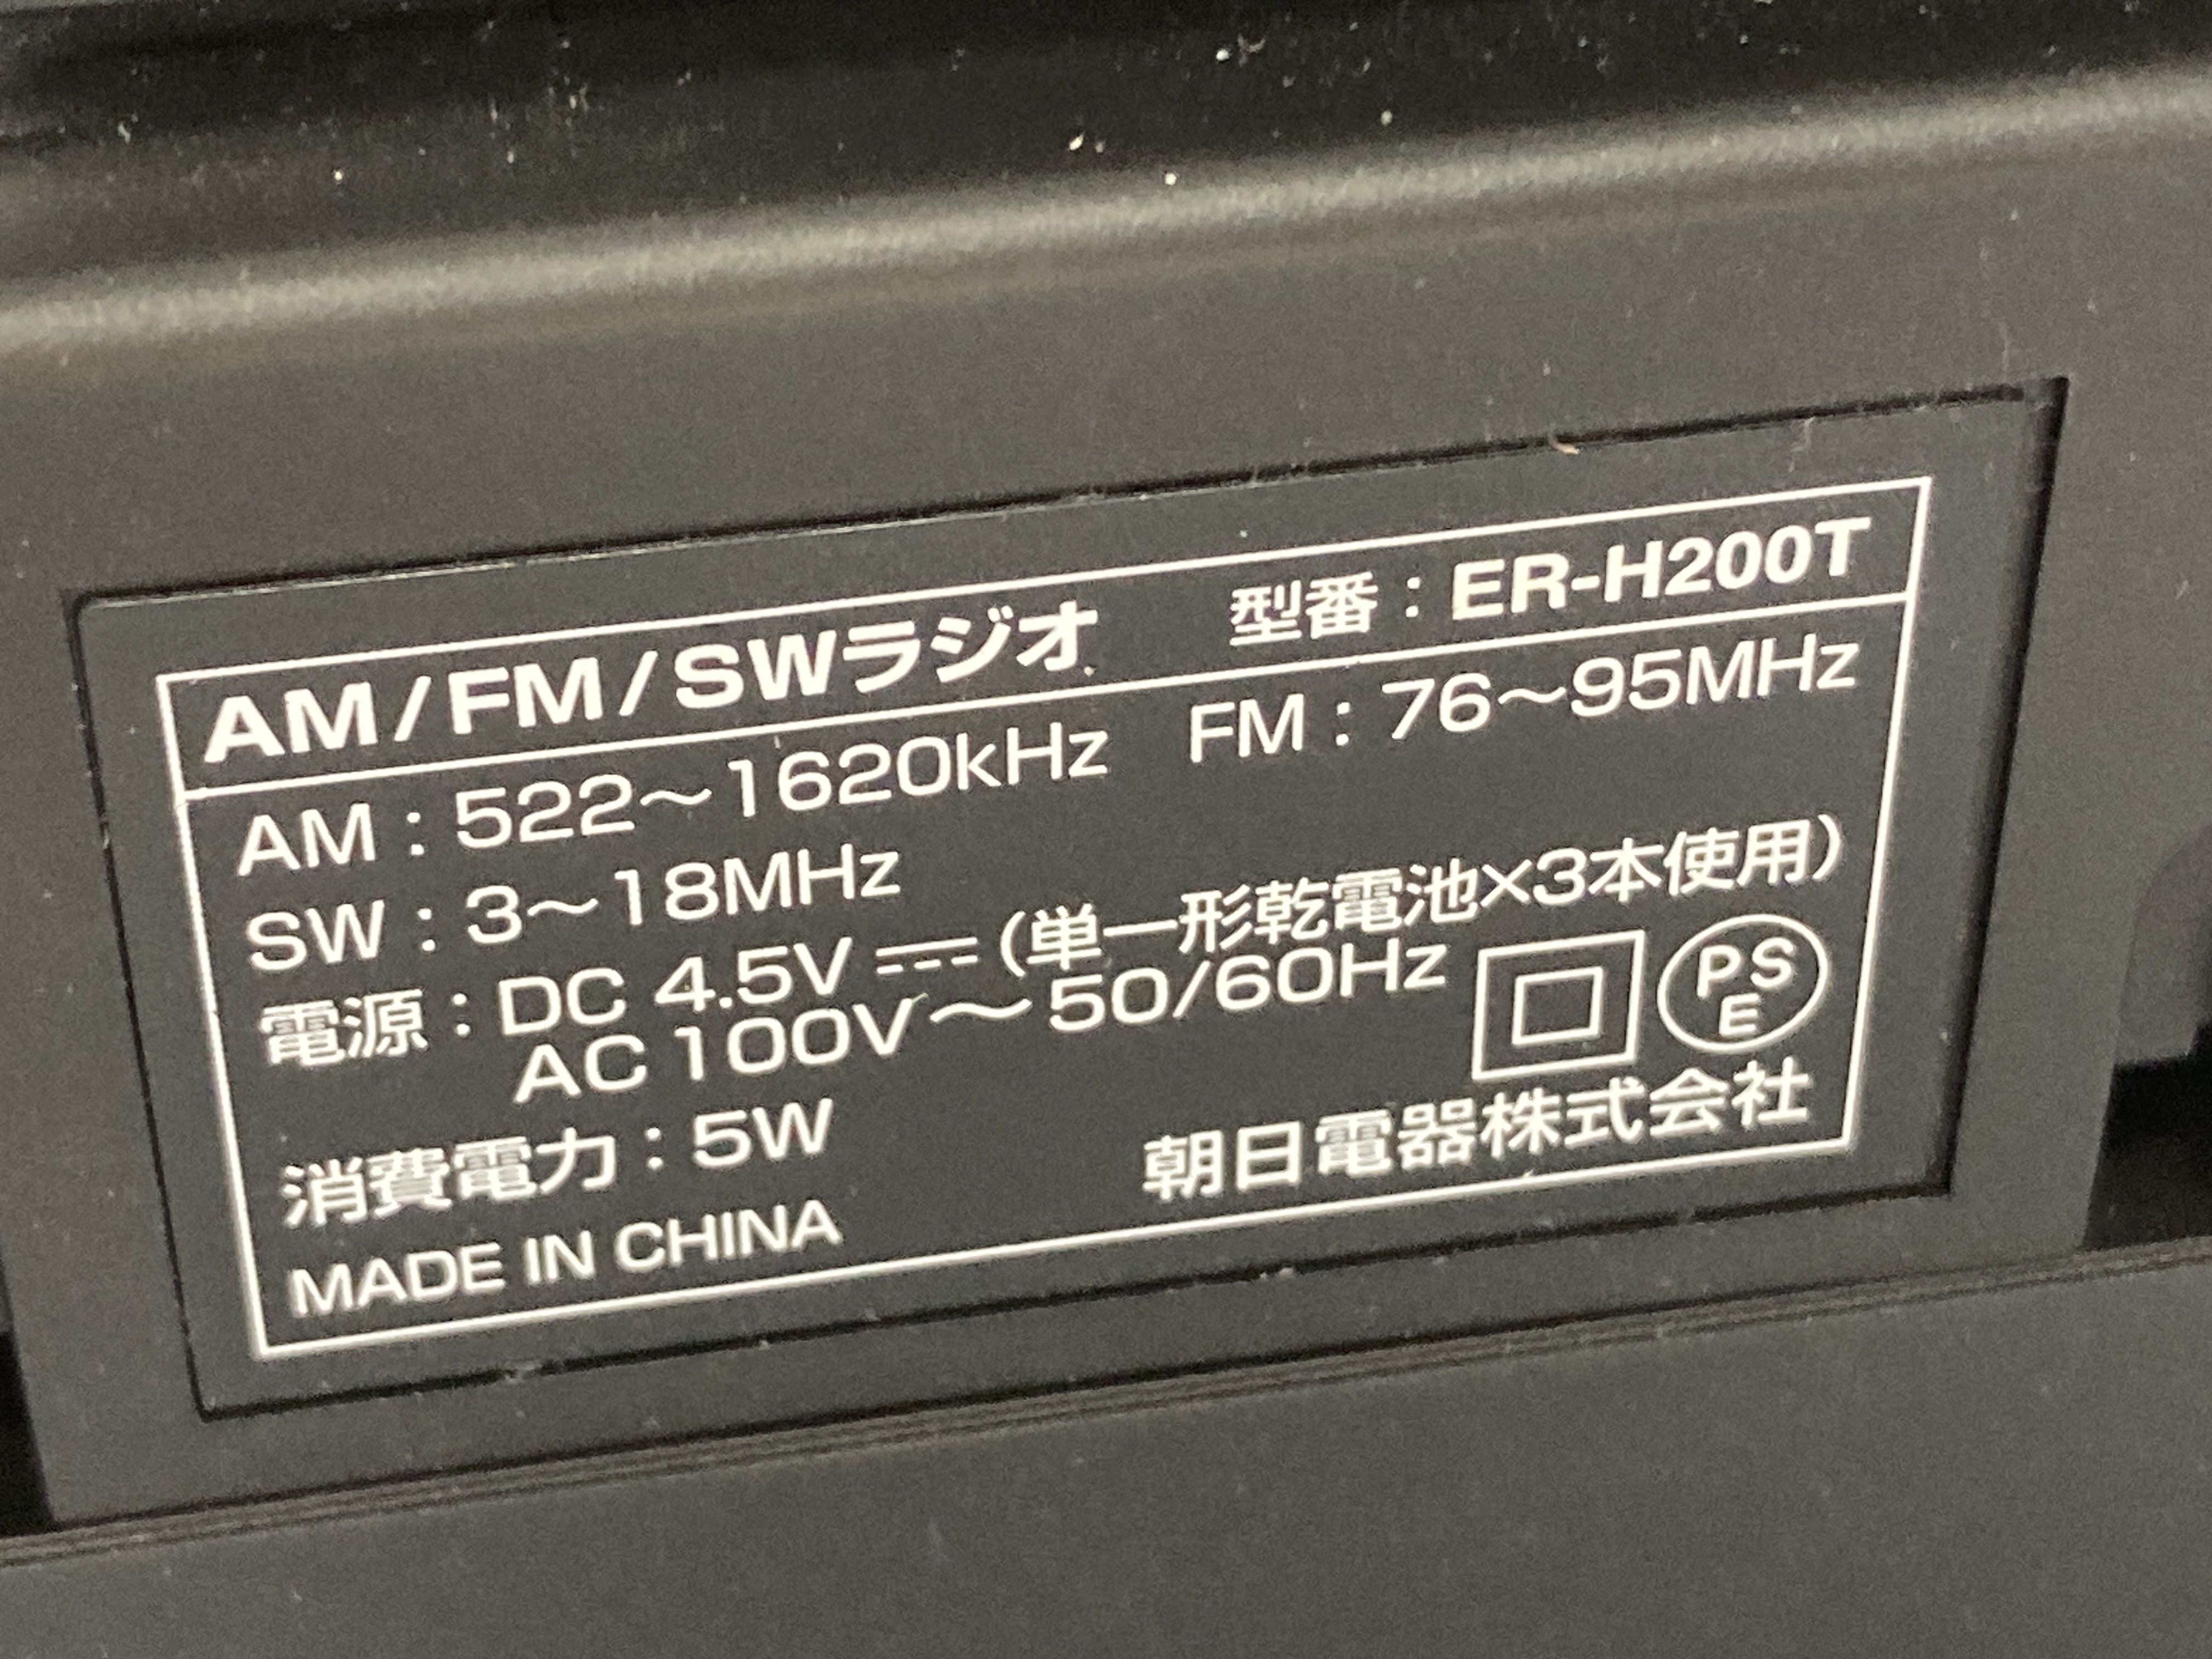 AM/FM/SWラジオ 型番：ER-H200T
AM：522～1620kHz FM：76～95MHz
SW：3～18MHz
電源：DC 4.5V ⎓ (単一形乾電池×3本使用)
AC 100V～50/60Hz
PSE
消費電力：5W
朝日電器株式会社
MADE IN CHINA